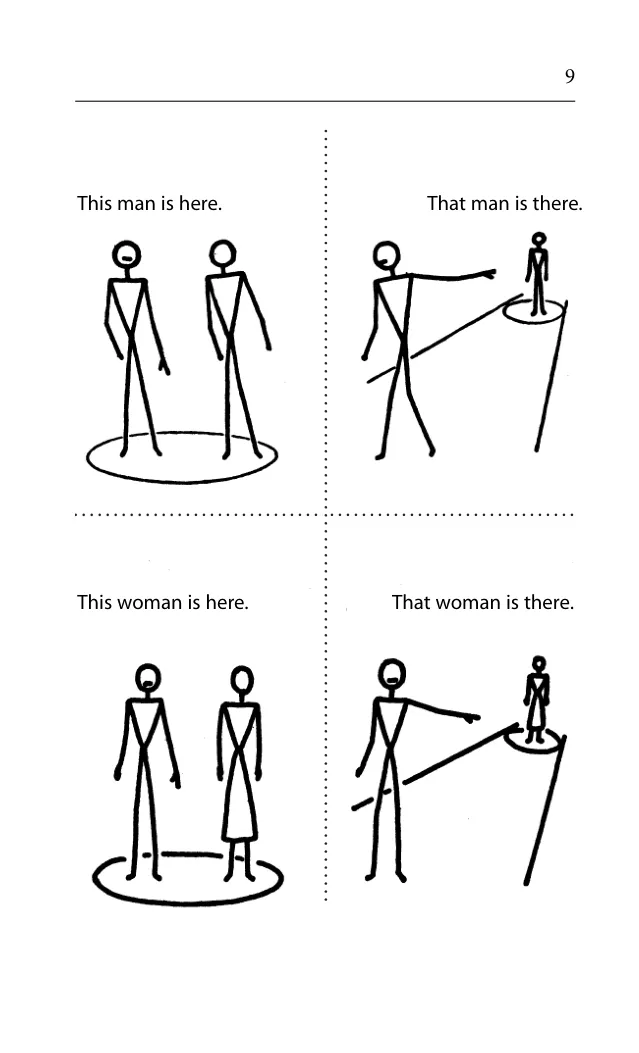 9
This man is here.
That man is there.
This woman is here.
That woman is there.